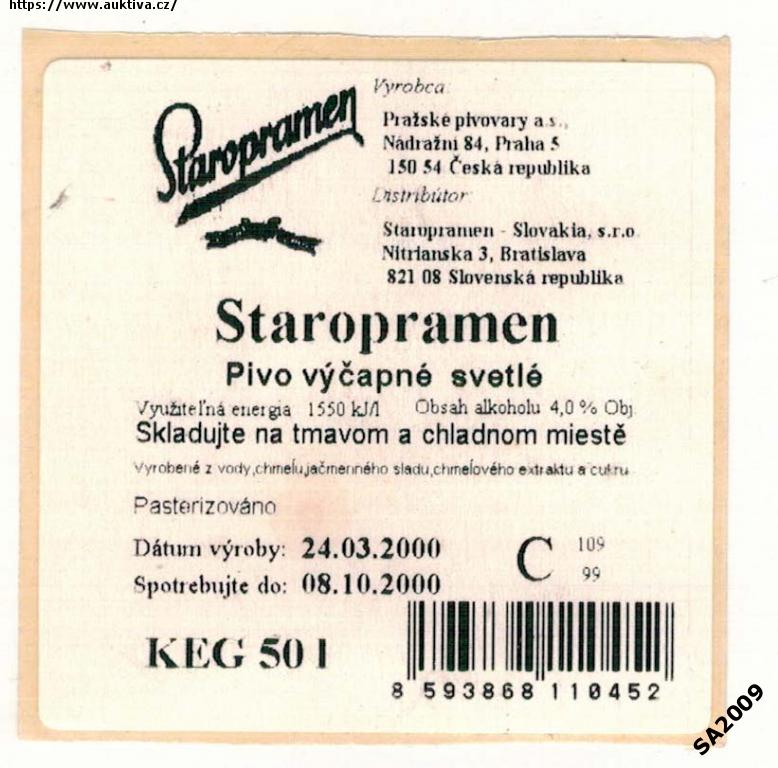 https://www.auktiva.cz/
Staropramen
Vyrobca:
Pražské pivovary a.s.,
Nádražní 84, Praha 5
150 54 Česká republika
Distribútor
Staropramen - Slovakia, s.r.o.
Nitrianska 3, Bratislava
821 08 Slovenská republika
Staropramen
Pivo výčapné svetlé
Využiteľná energia 1550 kJ/l Obsah alkoholu 4,0 % Obj.
Skladujte na tmavom a chladnom miestě
Vyrobené z vody,chmeľu,jačmenného sladu,chmeľového extraktu a cukru
Pasterizováno
Dátum výroby: 24.03.2000
Spotrebujte do: 08.10.2000
C 109
99
KEG 50 l
8 593868 110452
SA2009